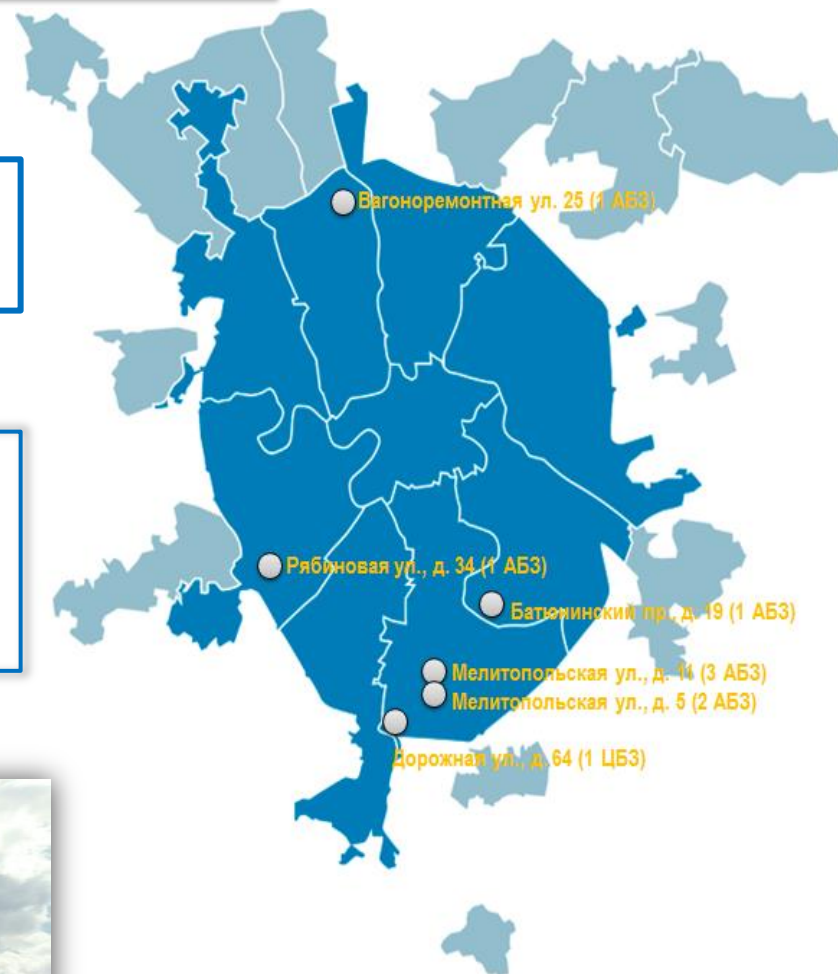 Вагоноремонтная ул. 25 (1 АБЗ)
Рябиновая ул., д. 34 (1 АБЗ)
Батюнинский пр., д. 19 (1 АБЗ)
Мелитопольская ул., д. 11 (3 АБЗ)
Мелитопольская ул., д. 5 (2 АБЗ)
Дорожная ул., д. 64 (1 ЦБЗ)